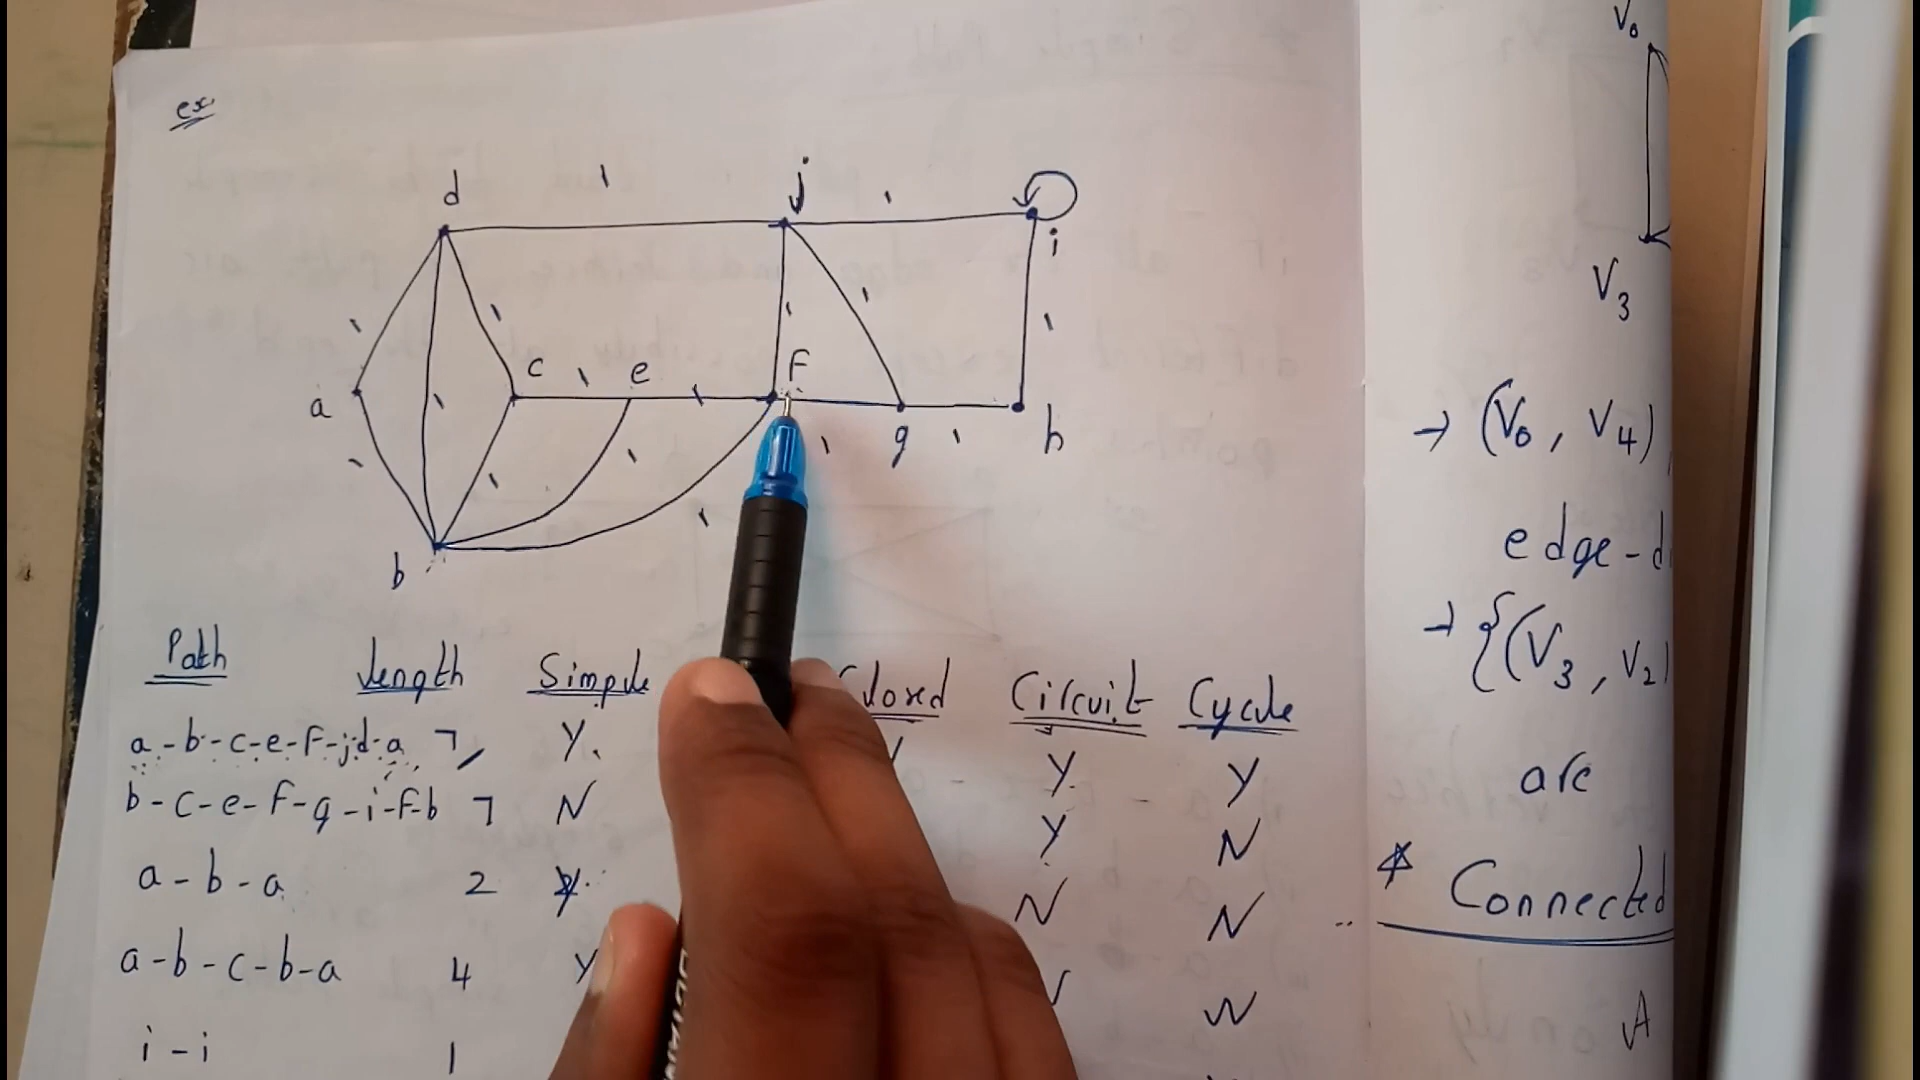 ex
d
j
i
c
e
f
a
g
h
b
Path Length Simple Closed Circuit Cycle
a-b-c-e-f-j-d-a 7 Y. Y Y
b-c-e-f-g-i-f-b 7 N Y N
a-b-a 2 N N
a-b-c-b-a 4 Y N
i-i 1
V0
V3
→ (V0, V4)
edge-d
→ {(V3, V2)
are
* Connected
A